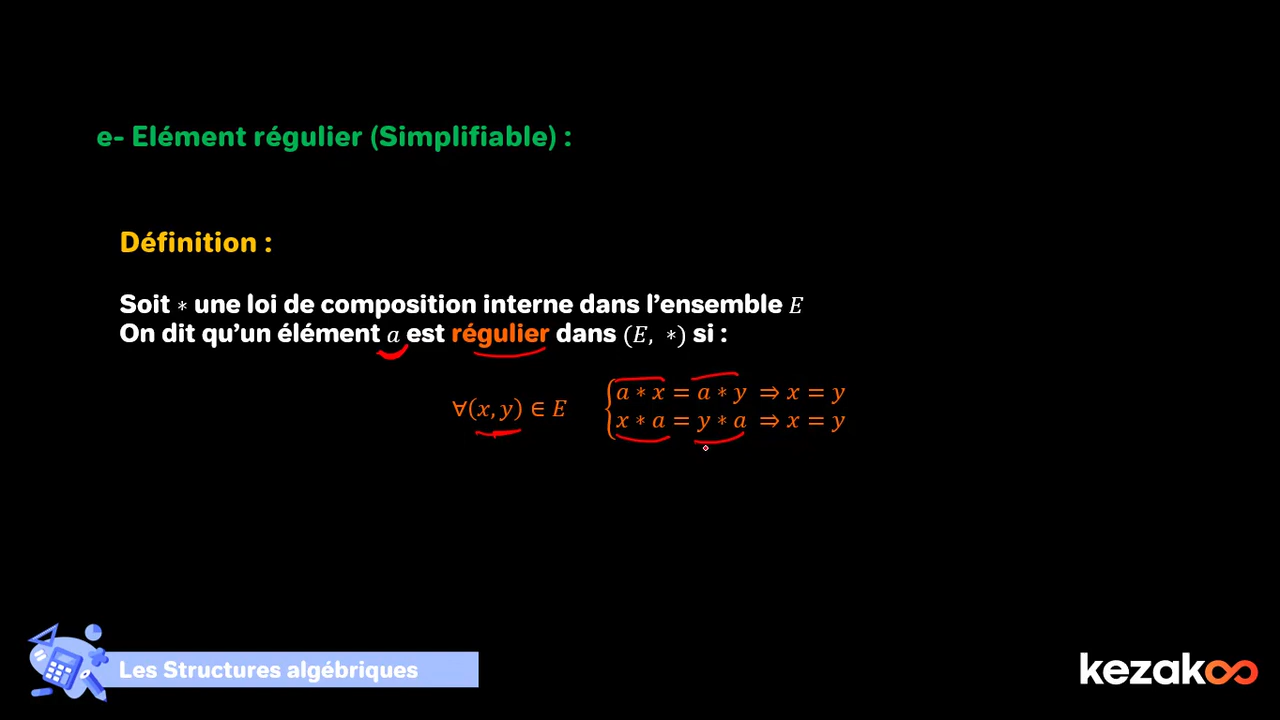 e- Elément régulier (Simplifiable) :
Définition :
Soit ∗ une loi de composition interne dans l’ensemble E
On dit qu’un élément a est régulier dans (E, ∗) si :
∀(x, y) ∈ E { a ∗ x = a ∗ y ⇒ x = y
x ∗ a = y ∗ a ⇒ x = y
Les Structures algébriques
kezakoo